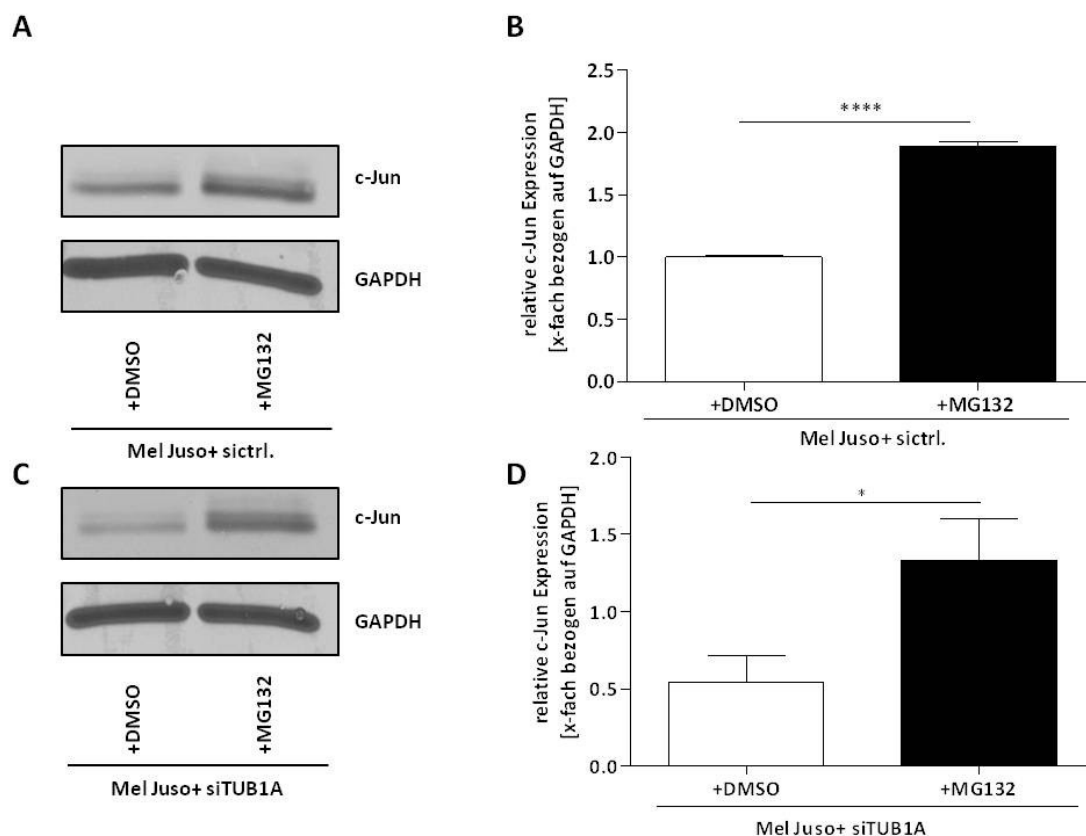 A
c-Jun
GAPDH
+DMSO
+MG132
Mel Juso+ sictrl.
B
relative c-Jun Expression
[x-fach bezogen auf GAPDH]
2.5
2.0
1.5
1.0
0.5
0.0
****
+DMSO
+MG132
Mel Juso+ sictrl.
C
c-Jun
GAPDH
+DMSO
+MG132
Mel Juso+ siTUB1A
D
relative c-Jun Expression
[x-fach bezogen auf GAPDH]
2.0
1.5
1.0
0.5
0.0
*
+DMSO
+MG132
Mel Juso+ siTUB1A